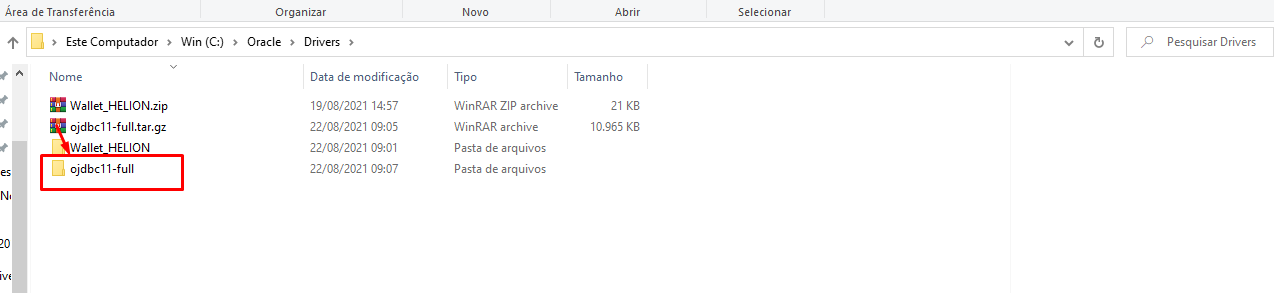 Área de Transferência Organizar Novo Abrir Selecionar
Este Computador Win (C:) Oracle Drivers Pesquisar Drivers
Nome Data de modificação Tipo Tamanho
Wallet_HELION.zip 19/08/2021 14:57 WinRAR ZIP archive 21 KB
ojdbc11-full.tar.gz 22/08/2021 09:05 WinRAR archive 10.965 KB
Wallet_HELION 22/08/2021 09:01 Pasta de arquivos
ojdbc11-full 22/08/2021 09:07 Pasta de arquivos
es
No
20
ive